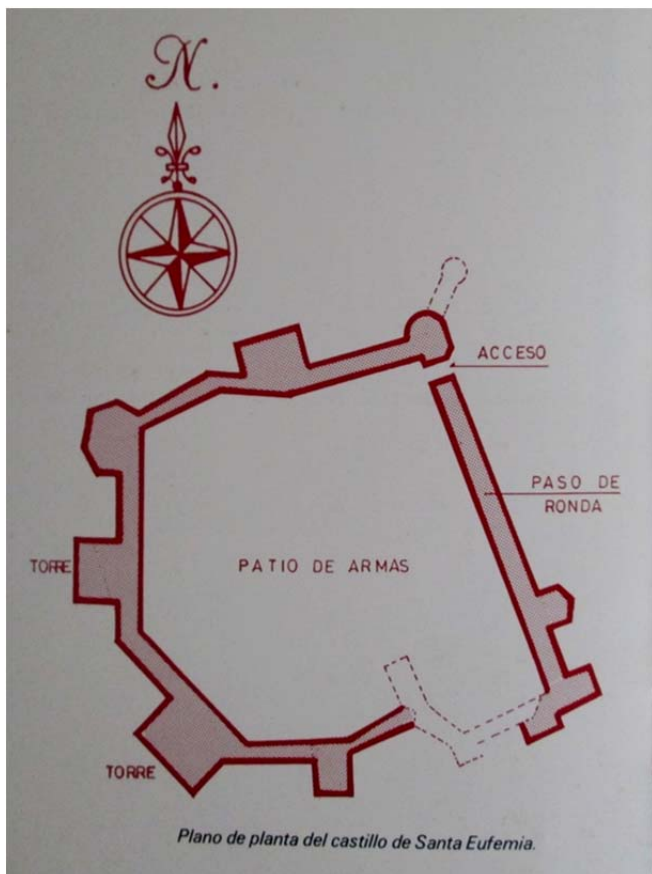 N.
ACCESO
PASO DE
RONDA
PATIO DE ARMAS
TORRE
TORRE
Plano de planta del castillo de Santa Eufemia.